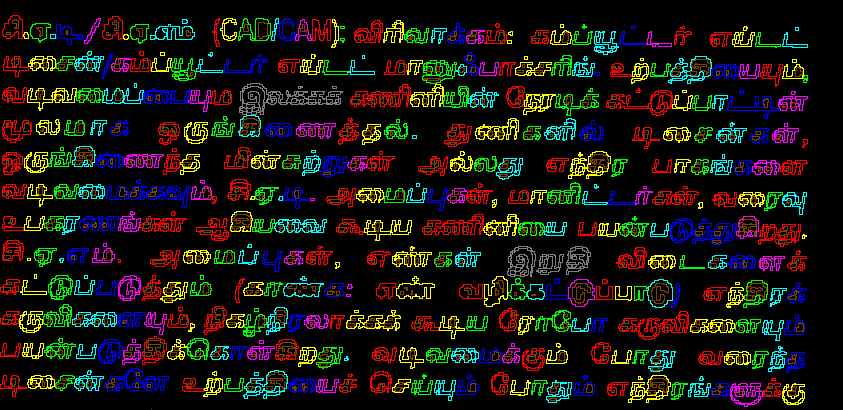 சி.ஏ.டி./சி.ஏ.எம் (CAD/CAM): விரிவாக்கம்: கம்ப்யூட்டர் எய்டட்
டிசைன்/கம்ப்யூட்டர் எய்டட் மானுஃபாக்சரிங். உற்பத்தியையும்,
வடிவமைப்பையும் இலக்கக் கணினியின் நேரடிக் கட்டுப்பாட்டின்
மூலமாக ஒருங்கிணைத்தல். துணிகளில் டிசைன்கள்,
ஒருங்கிணைந்த மின்சுற்றுகள் அல்லது எந்திர பாகங்களை
வடிவமைக்கவும், சி.ஏ.டி. அமைப்புகள், மானிட்டர்கள், வரைவு
உபகரணங்கள் ஆகியவை கூடிய கணினியை பயன்படுத்துகிறது.
சி.ஏ.எம். அமைப்புகள், எண்கள் இறுதி விடைகளைக்
கட்டுப்படுத்தும் (காண்க: எண் வழிக்கட்டுப்பாடு) எந்திரக்
கருவிகளையும், நிகழ்நிரலாக்கக் கூடிய ரோபோ கருவிகளையும்
பயன்படுத்திக்கொள்கிறது. வடிவமைக்கும் போது வரைந்த
டிசைன்களே உற்பத்தியைச் செய்யும் போதும் எந்திரங்களுக்கு